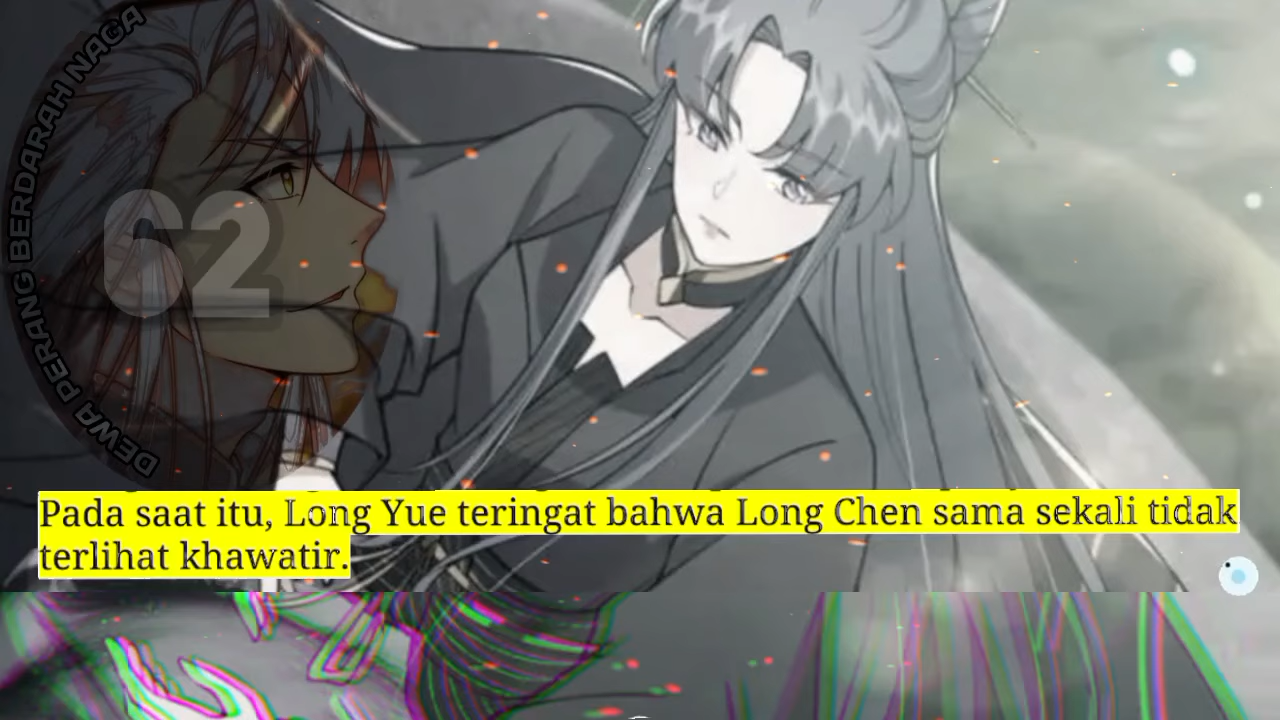 DEWA PERANG BERDARAH NAGA
62
Pada saat itu, Long Yue teringat bahwa Long Chen sama sekali tidak
terlihat khawatir.